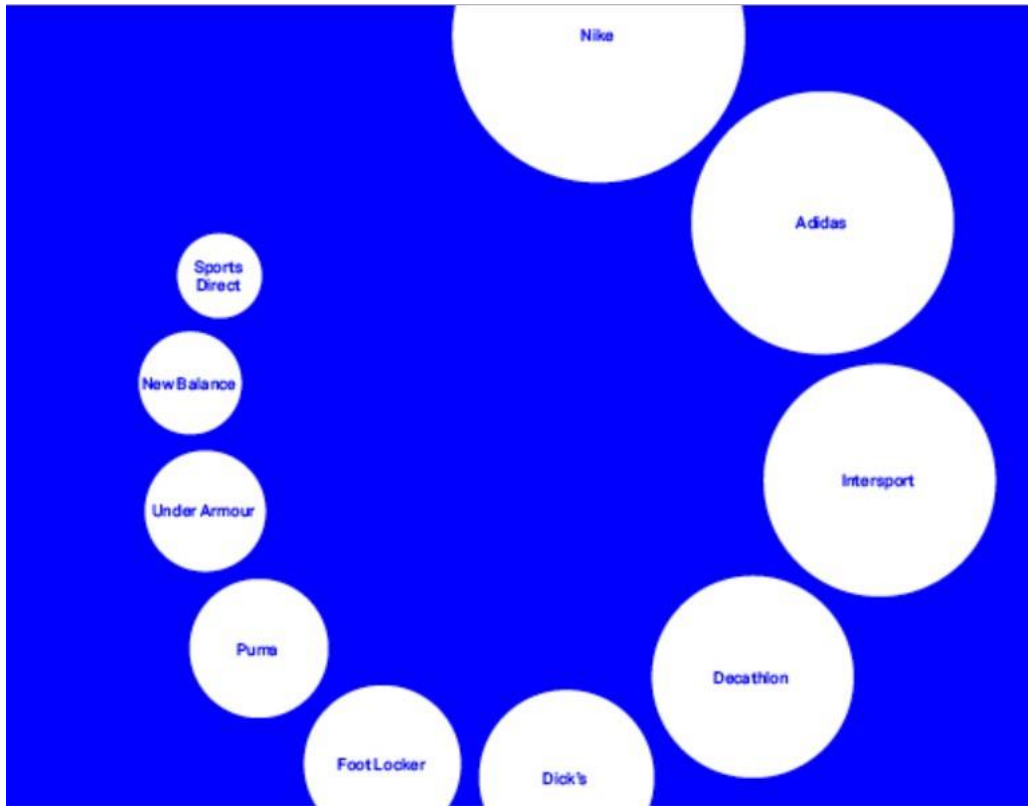 Nike
Adidas
Sports
Direct
New Balance
Intersport
Under Armour
Puma
Decathlon
Foot Locker
Dick's